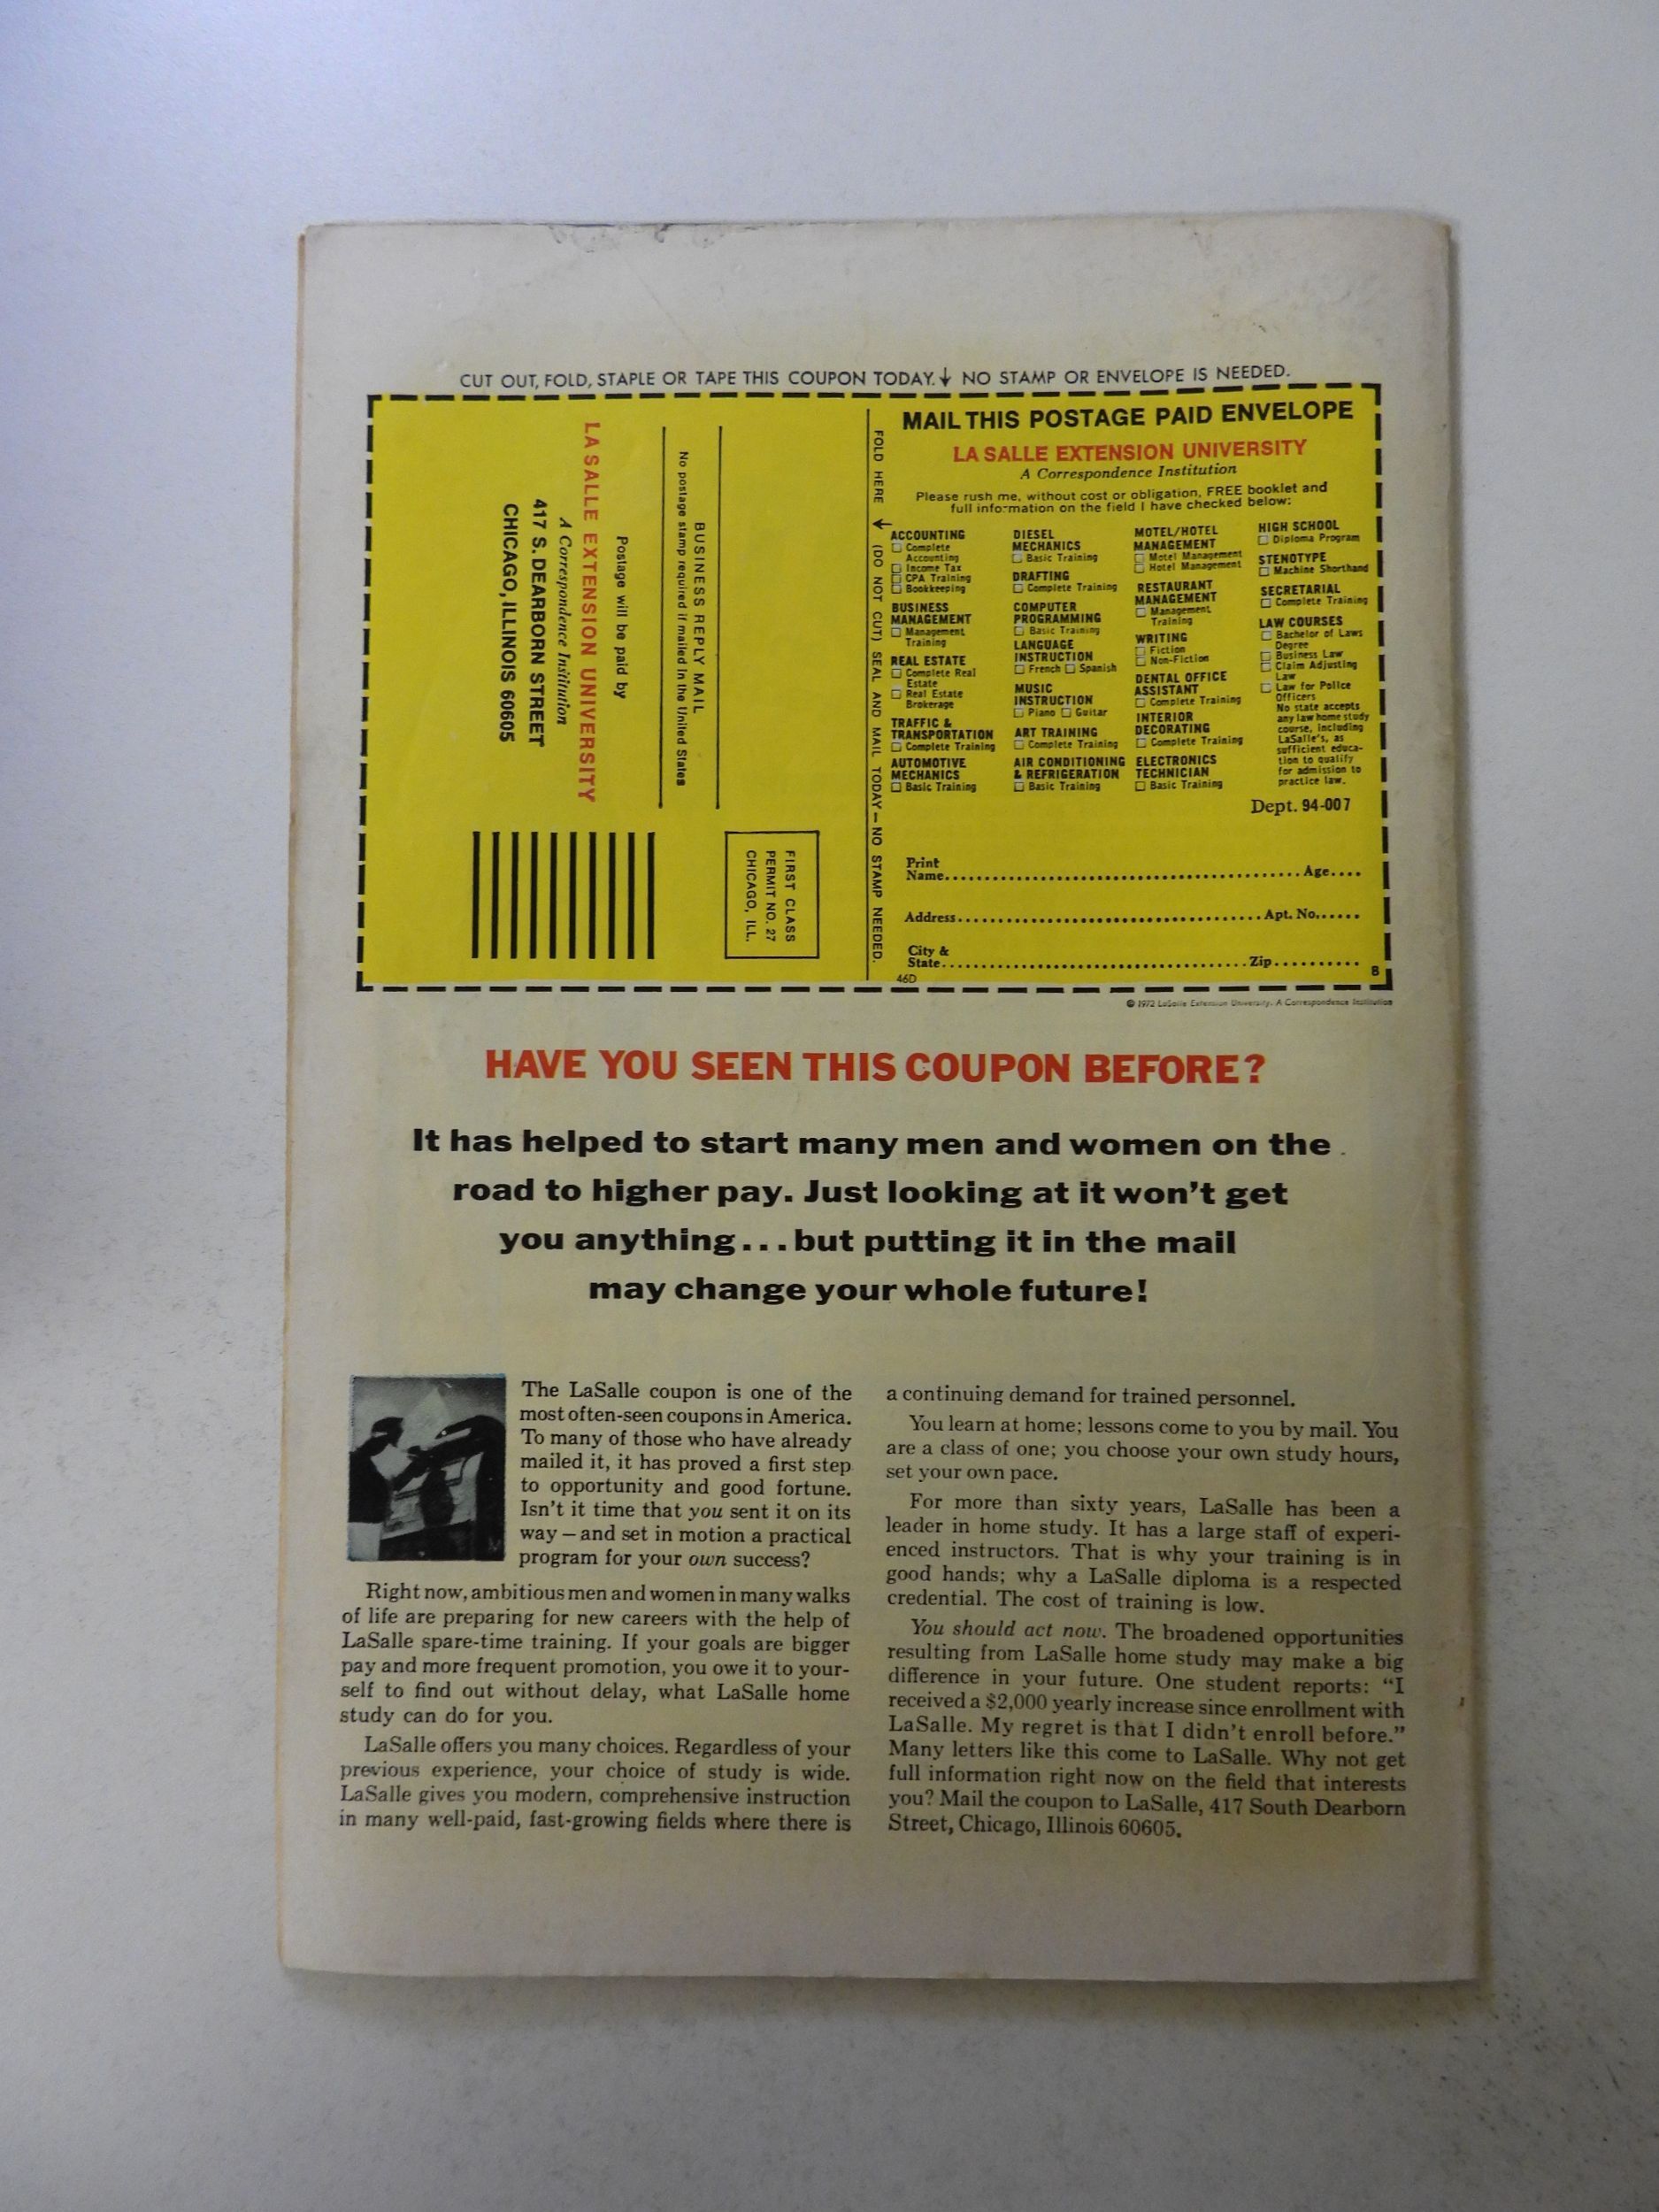 CUT OUT, FOLD, STAPLE OR TAPE THIS COUPON TODAY.↓ NO STAMP OR ENVELOPE IS NEEDED.
No postage stamp required if mailed in the United States
BUSINESS REPLY MAIL
Postage will be paid by
LA SALLE EXTENSION UNIVERSITY
A Correspondence Institution
417 S. DEARBORN STREET
CHICAGO, ILLINOIS 60605
FIRST CLASS
PERMIT NO. 27
CHICAGO, ILL.
FOLD HERE → (DO NOT CUT) SEAL AND MAIL TODAY — NO STAMP NEEDED.
MAIL THIS POSTAGE PAID ENVELOPE
LA SALLE EXTENSION UNIVERSITY
A Correspondence Institution
Please rush me, without cost or obligation, FREE booklet and
full information on the field I have checked below:
ACCOUNTING
☐ Complete
Accounting
☐ Income Tax
☐ CPA Training
☐ Bookkeeping
BUSINESS
MANAGEMENT
☐ Management
Training
REAL ESTATE
☐ Complete Real
Estate
☐ Real Estate
Brokerage
TRAFFIC &
TRANSPORTATION
☐ Complete Training
AUTOMOTIVE
MECHANICS
☐ Basic Training
DIESEL
MECHANICS
☐ Basic Training
DRAFTING
☐ Complete Training
COMPUTER
PROGRAMMING
☐ Basic Training
LANGUAGE
INSTRUCTION
☐ French ☐ Spanish
MUSIC
INSTRUCTION
☐ Piano ☐ Guitar
ART TRAINING
☐ Complete Training
AIR CONDITIONING
& REFRIGERATION
☐ Basic Training
MOTEL/HOTEL
MANAGEMENT
☐ Motel Management
☐ Hotel Management
RESTAURANT
MANAGEMENT
☐ Management
Training
WRITING
☐ Fiction
☐ Non-Fiction
DENTAL OFFICE
ASSISTANT
☐ Complete Training
INTERIOR
DECORATING
☐ Complete Training
ELECTRONICS
TECHNICIAN
☐ Basic Training
HIGH SCHOOL
☐ Diploma Program
STENOTYPE
☐ Machine Shorthand
SECRETARIAL
☐ Complete Training
LAW COURSES
☐ Bachelor of Laws
Degree
☐ Business Law
☐ Claim Adjusting
Law
☐ Law for Police
Officers
No state accepts
any law home study
course, including
LaSalle's, as
sufficient educa-
tion to qualify
for admission to
practice law.
Dept. 94-007
Print
Name........ Age....
Address........ Apt. No......
City &
State........ Zip..........
46D
B
© 1972 LaSalle Extension University, A Correspondence Institution
HAVE YOU SEEN THIS COUPON BEFORE?
It has helped to start many men and women on the
road to higher pay. Just looking at it won't get
you anything...but putting it in the mail
may change your whole future!
The LaSalle coupon is one of the
most often-seen coupons in America.
To many of those who have already
mailed it, it has proved a first step
to opportunity and good fortune.
Isn't it time that you sent it on its
way — and set in motion a practical
program for your own success?
Right now, ambitious men and women in many walks
of life are preparing for new careers with the help of
LaSalle spare-time training. If your goals are bigger
pay and more frequent promotion, you owe it to your-
self to find out without delay, what LaSalle home
study can do for you.
LaSalle offers you many choices. Regardless of your
previous experience, your choice of study is wide.
LaSalle gives you modern, comprehensive instruction
in many well-paid, fast-growing fields where there is
a continuing demand for trained personnel.
You learn at home; lessons come to you by mail. You
are a class of one; you choose your own study hours,
set your own pace.
For more than sixty years, LaSalle has been a
leader in home study. It has a large staff of experi-
enced instructors. That is why your training is in
good hands; why a LaSalle diploma is a respected
credential. The cost of training is low.
You should act now. The broadened opportunities
resulting from LaSalle home study may make a big
difference in your future. One student reports: "I
received a $2,000 yearly increase since enrollment with
LaSalle. My regret is that I didn't enroll before."
Many letters like this come to LaSalle. Why not get
full information right now on the field that interests
you? Mail the coupon to LaSalle, 417 South Dearborn
Street, Chicago, Illinois 60605.